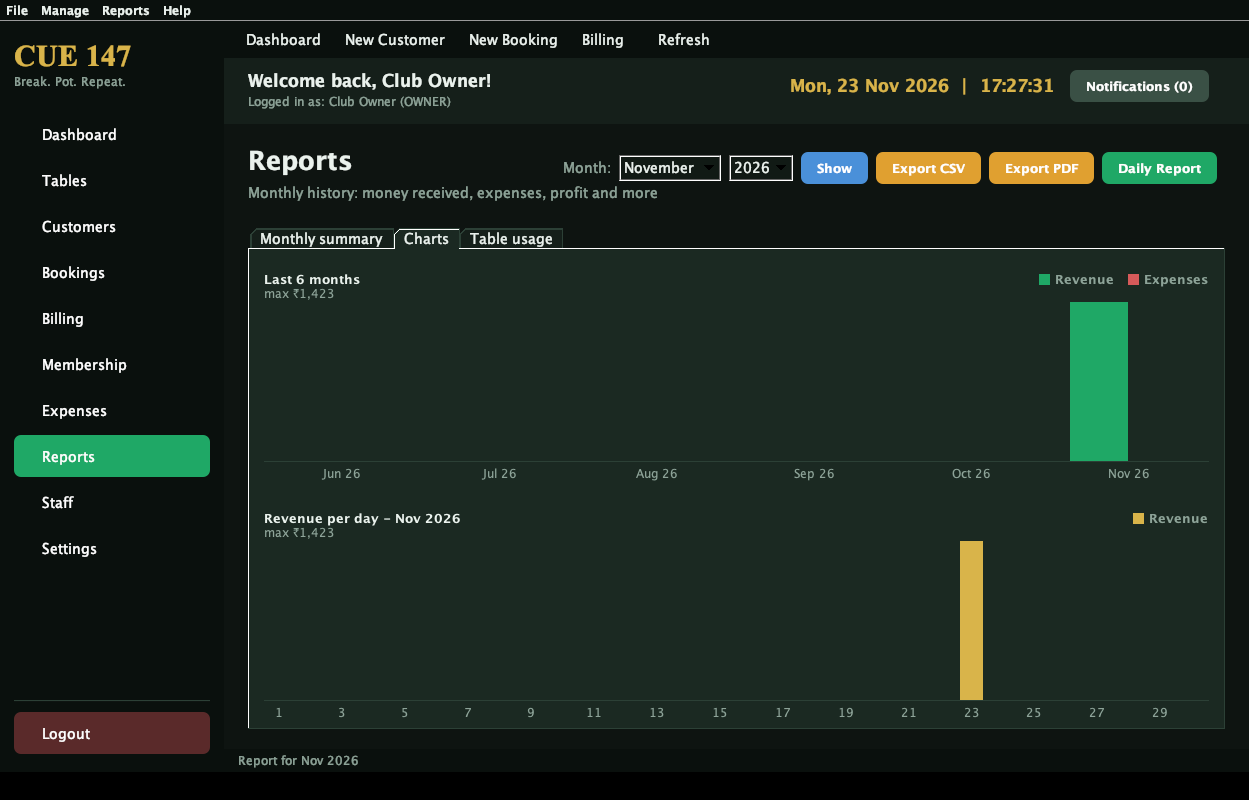 File Manage Reports Help
CUE 147
Break. Pot. Repeat.
Dashboard
Tables
Customers
Bookings
Billing
Membership
Expenses
Reports
Staff
Settings
Logout
Dashboard New Customer New Booking Billing Refresh
Welcome back, Club Owner!
Logged in as: Club Owner (OWNER)
Mon, 23 Nov 2026 | 17:27:31
Notifications (0)
Reports
Monthly history: money received, expenses, profit and more
Month: November 2026 Show Export CSV Export PDF Daily Report
Monthly summary Charts Table usage
Last 6 months
max ₹1,423
Revenue Expenses
Jun 26 Jul 26 Aug 26 Sep 26 Oct 26 Nov 26
Revenue per day – Nov 2026
max ₹1,423
Revenue
1 3 5 7 9 11 13 15 17 19 21 23 25 27 29
Report for Nov 2026